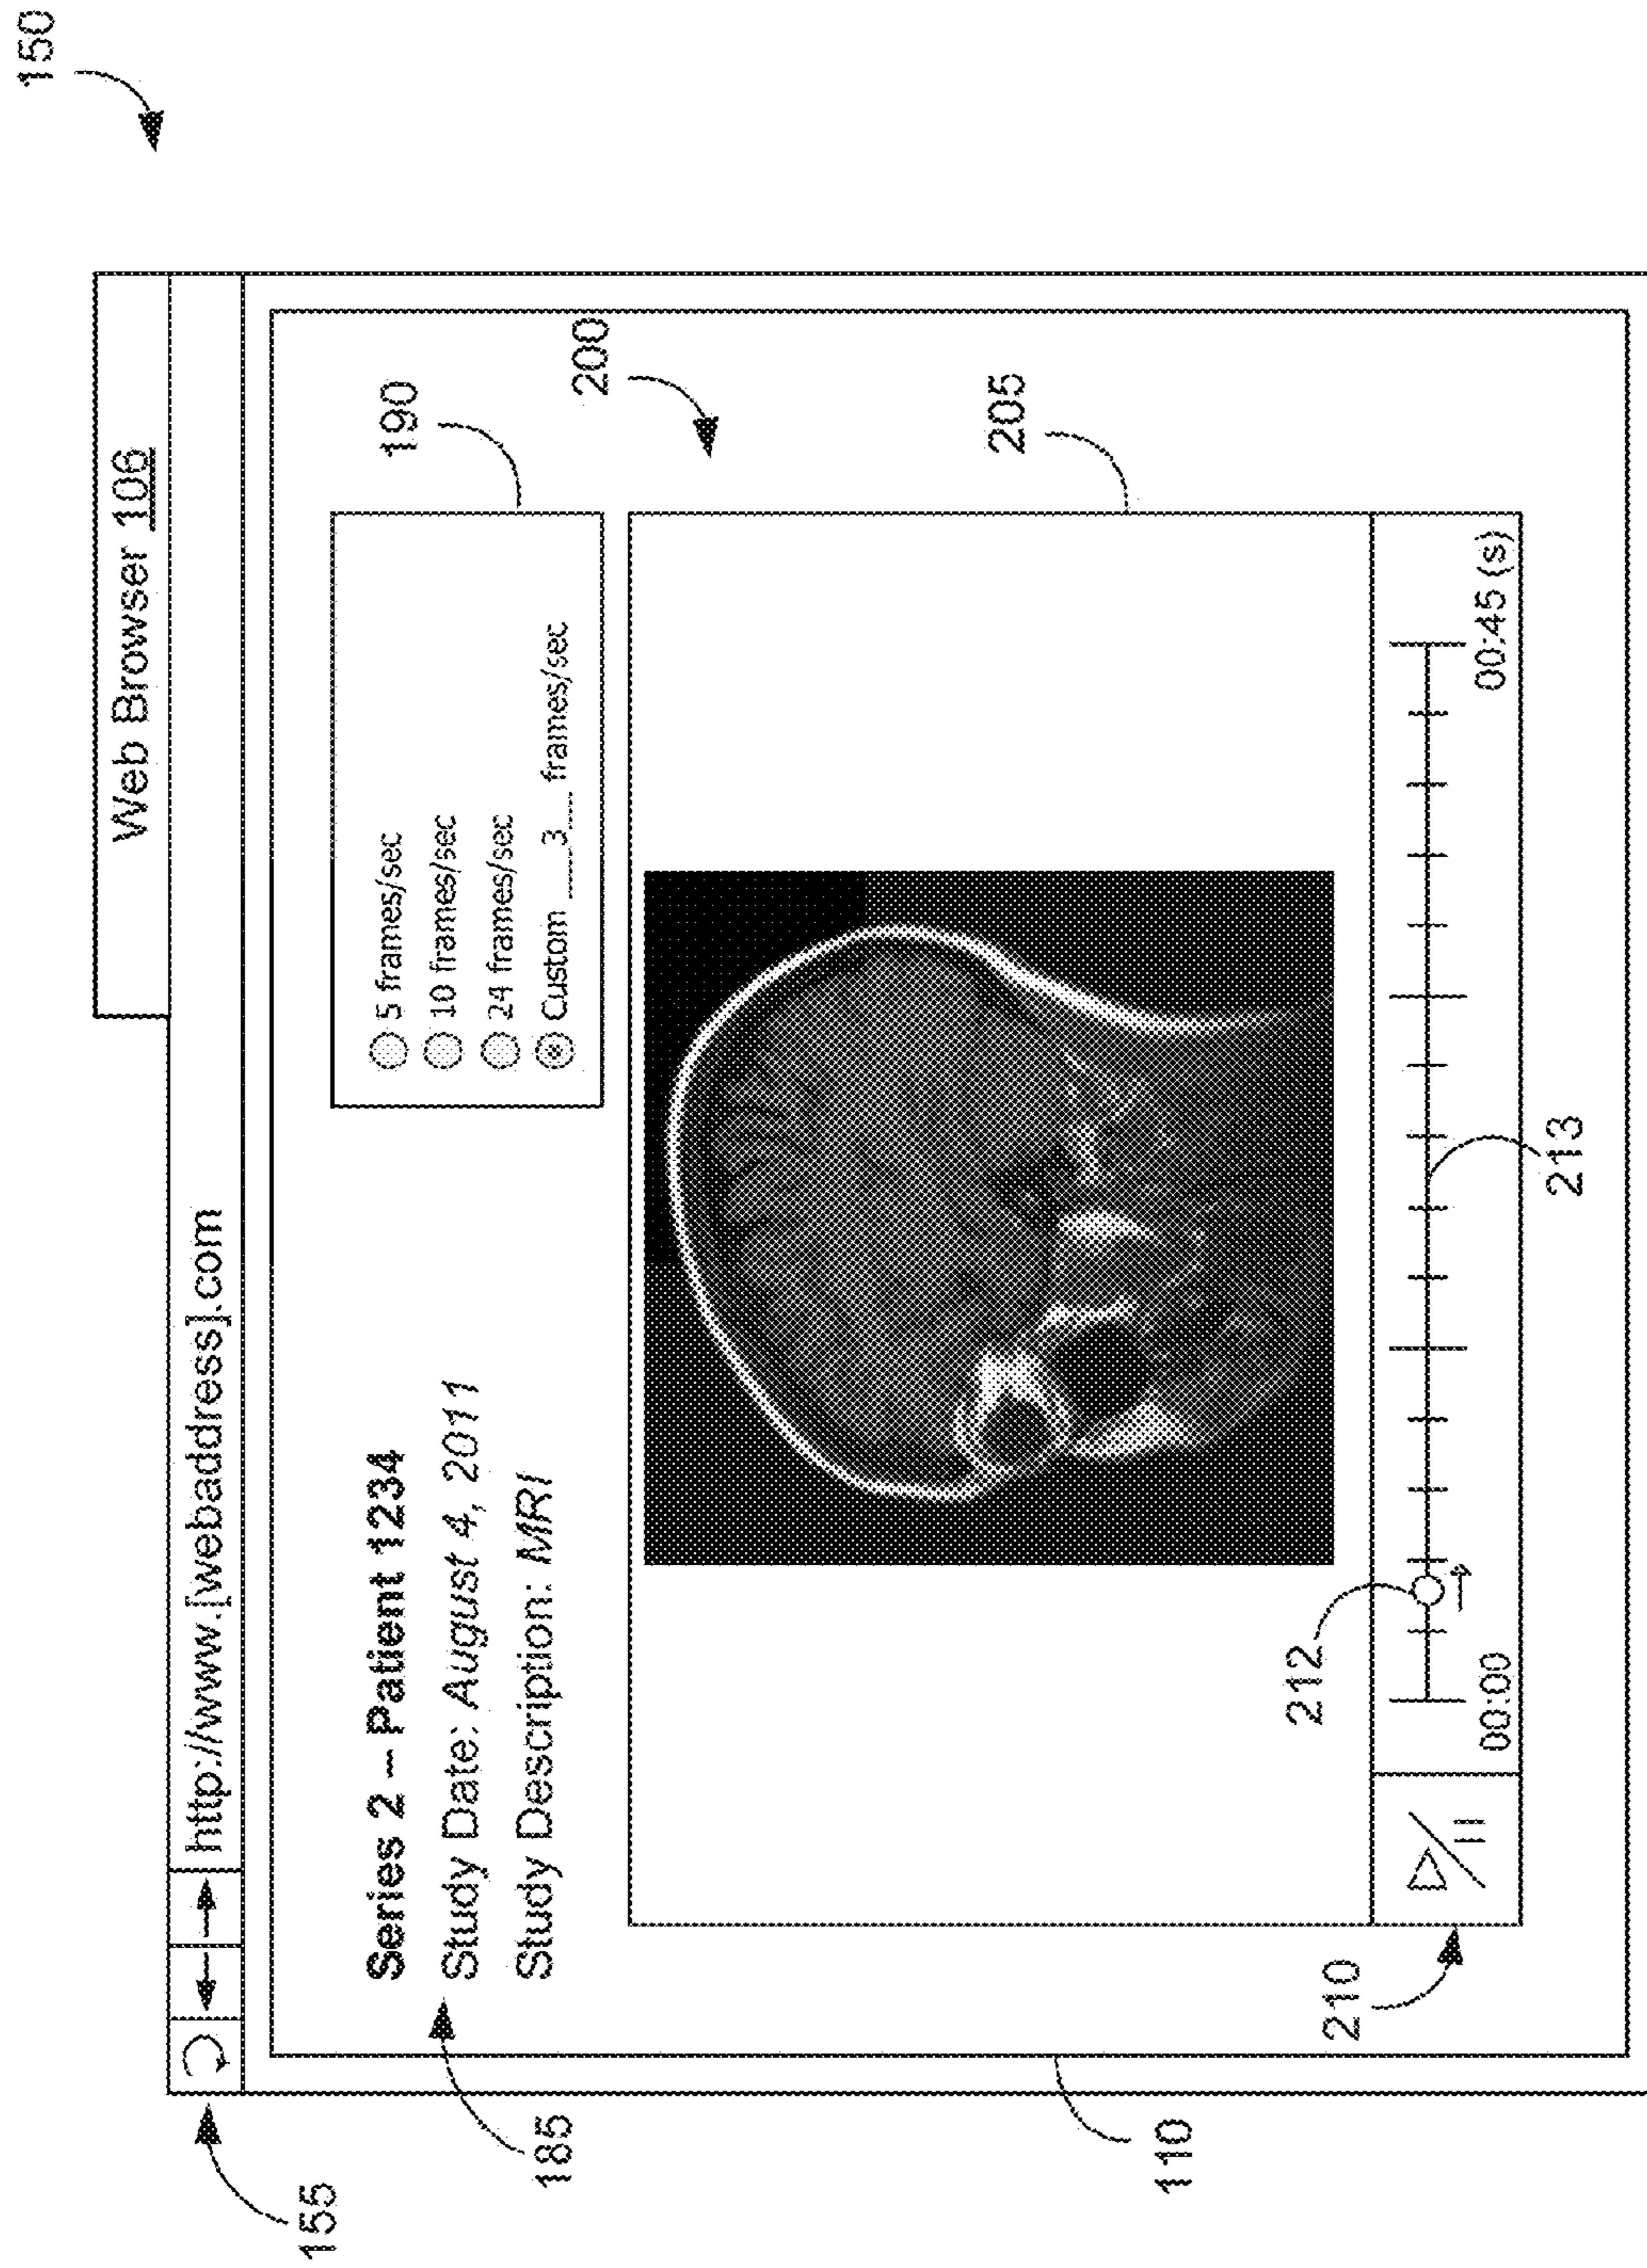 150
Web Browser 106
155
http://www.[webaddress].com
185
Series 2 – Patient 1234
Study Date: August 4, 2011
Study Description: MRI
5 frames/sec
10 frames/sec
24 frames/sec
Custom ___3___ frames/sec
190
200
205
212
210
00:00
00:45 (s)
213
110